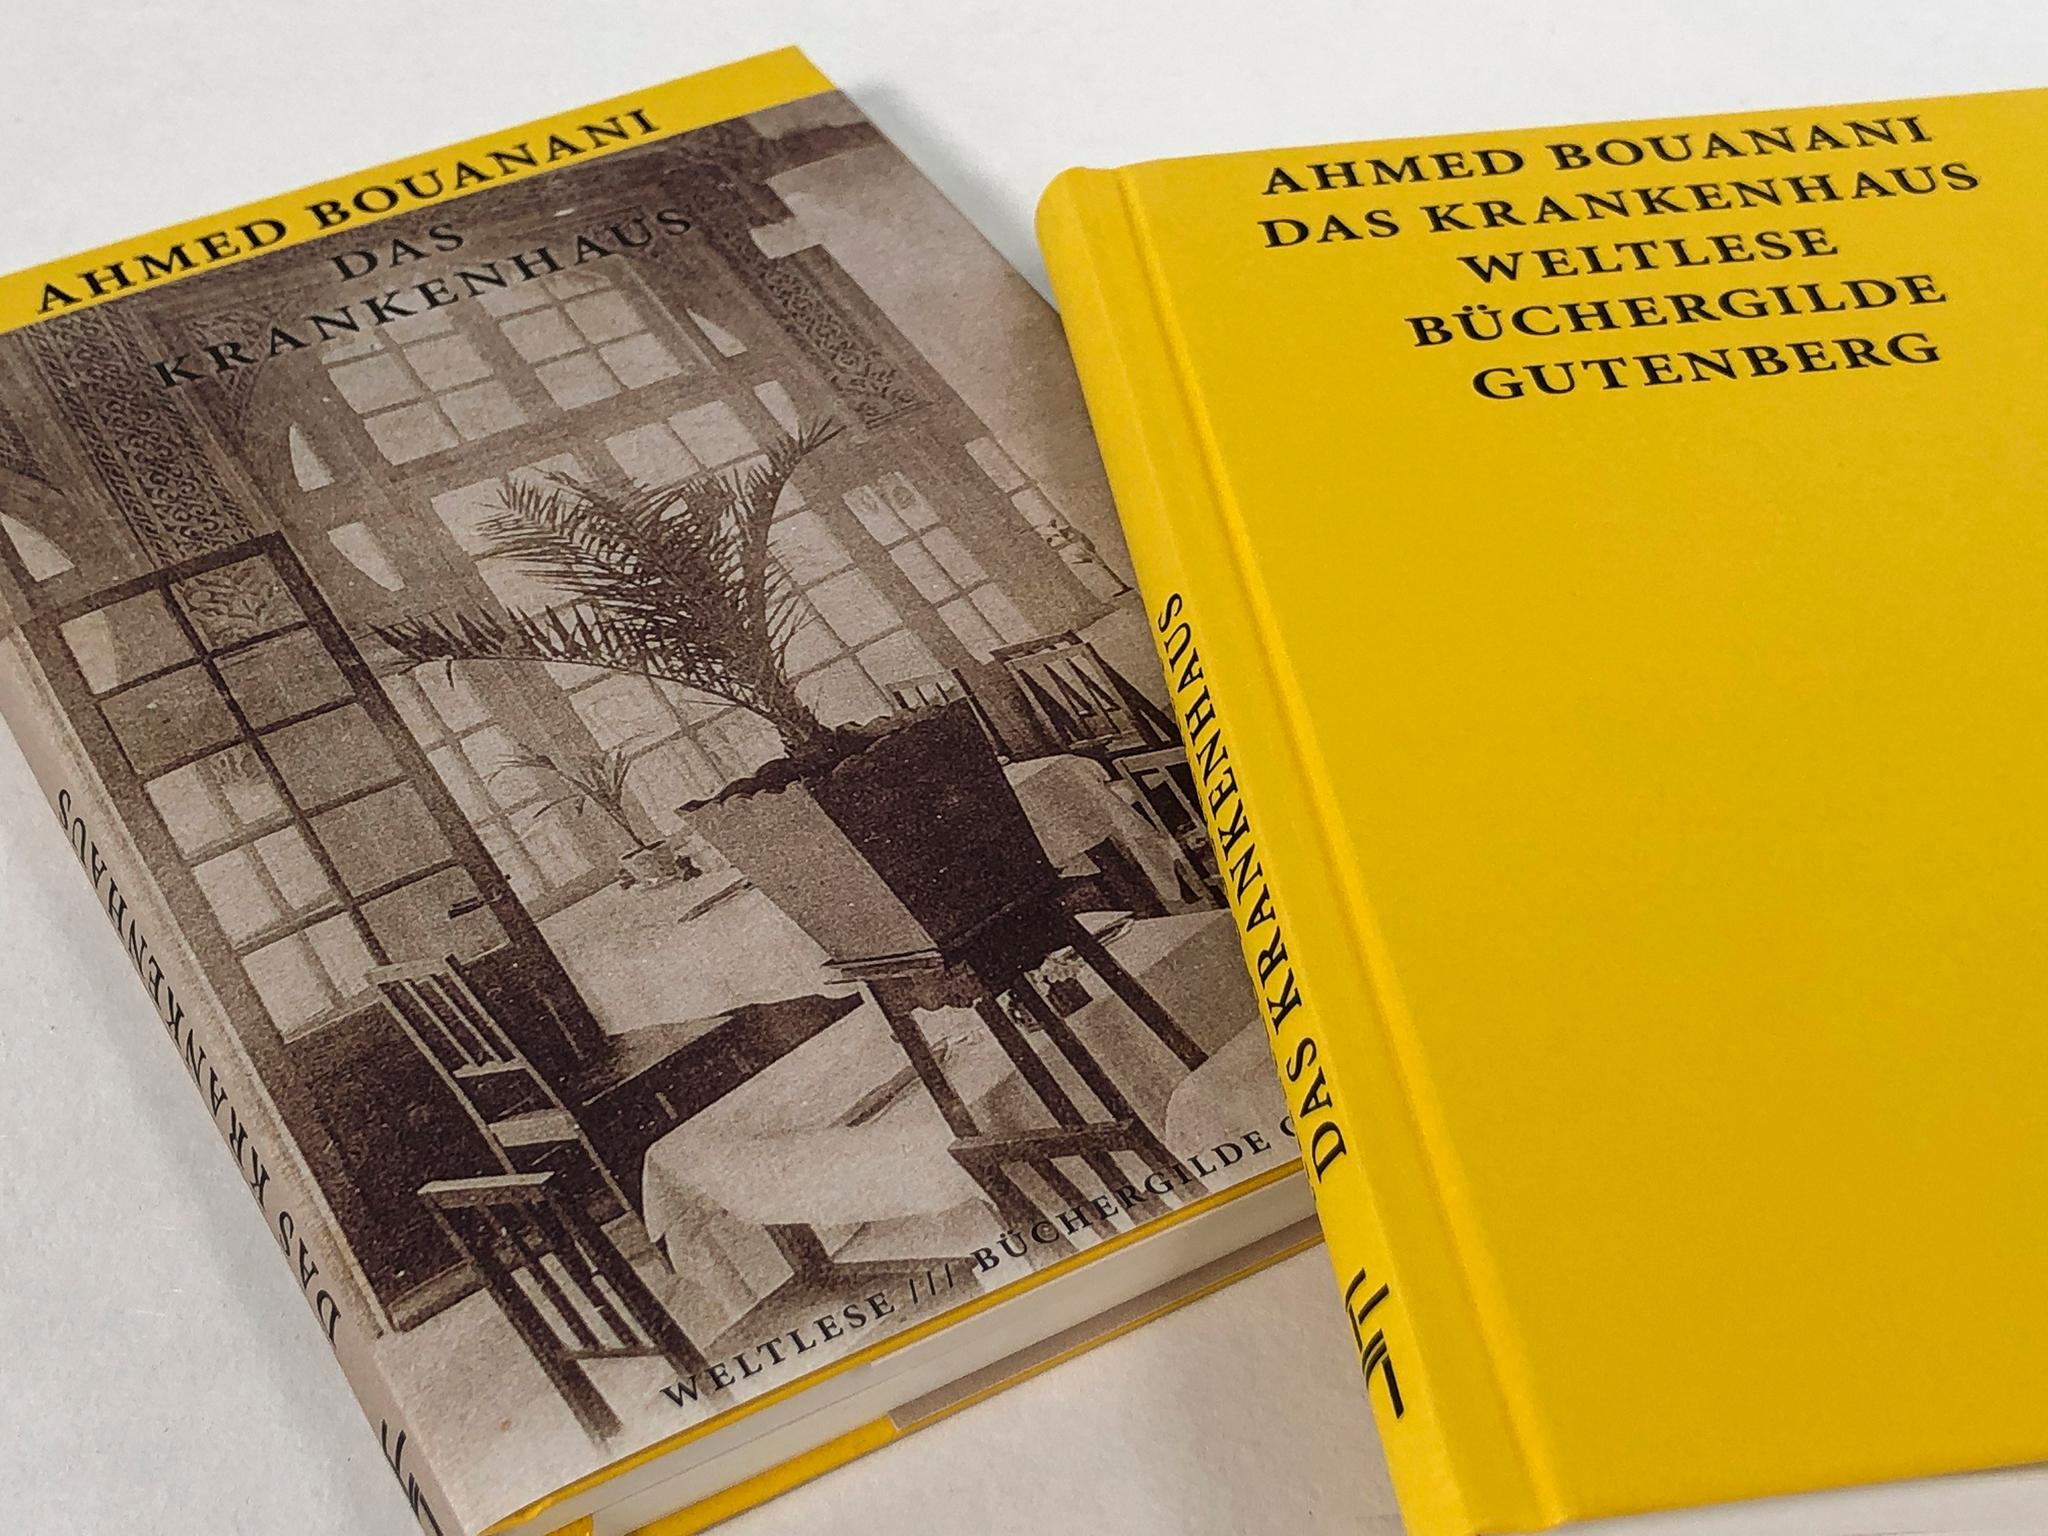 AHMED BOUANANI
DAS
KRANKENHAUS
WELTLESE /// BÜCHERGILDE
DAS KRANKENHAUS
AHMED BOUANANI
DAS KRANKENHAUS
WELTLESE
BÜCHERGILDE
GUTENBERG
DAS KRANKENHAUS